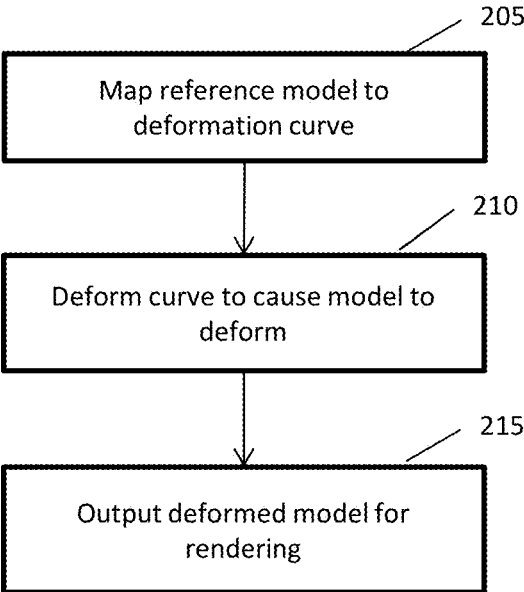 205
Map reference model to
deformation curve
210
Deform curve to cause model to
deform
215
Output deformed model for
rendering